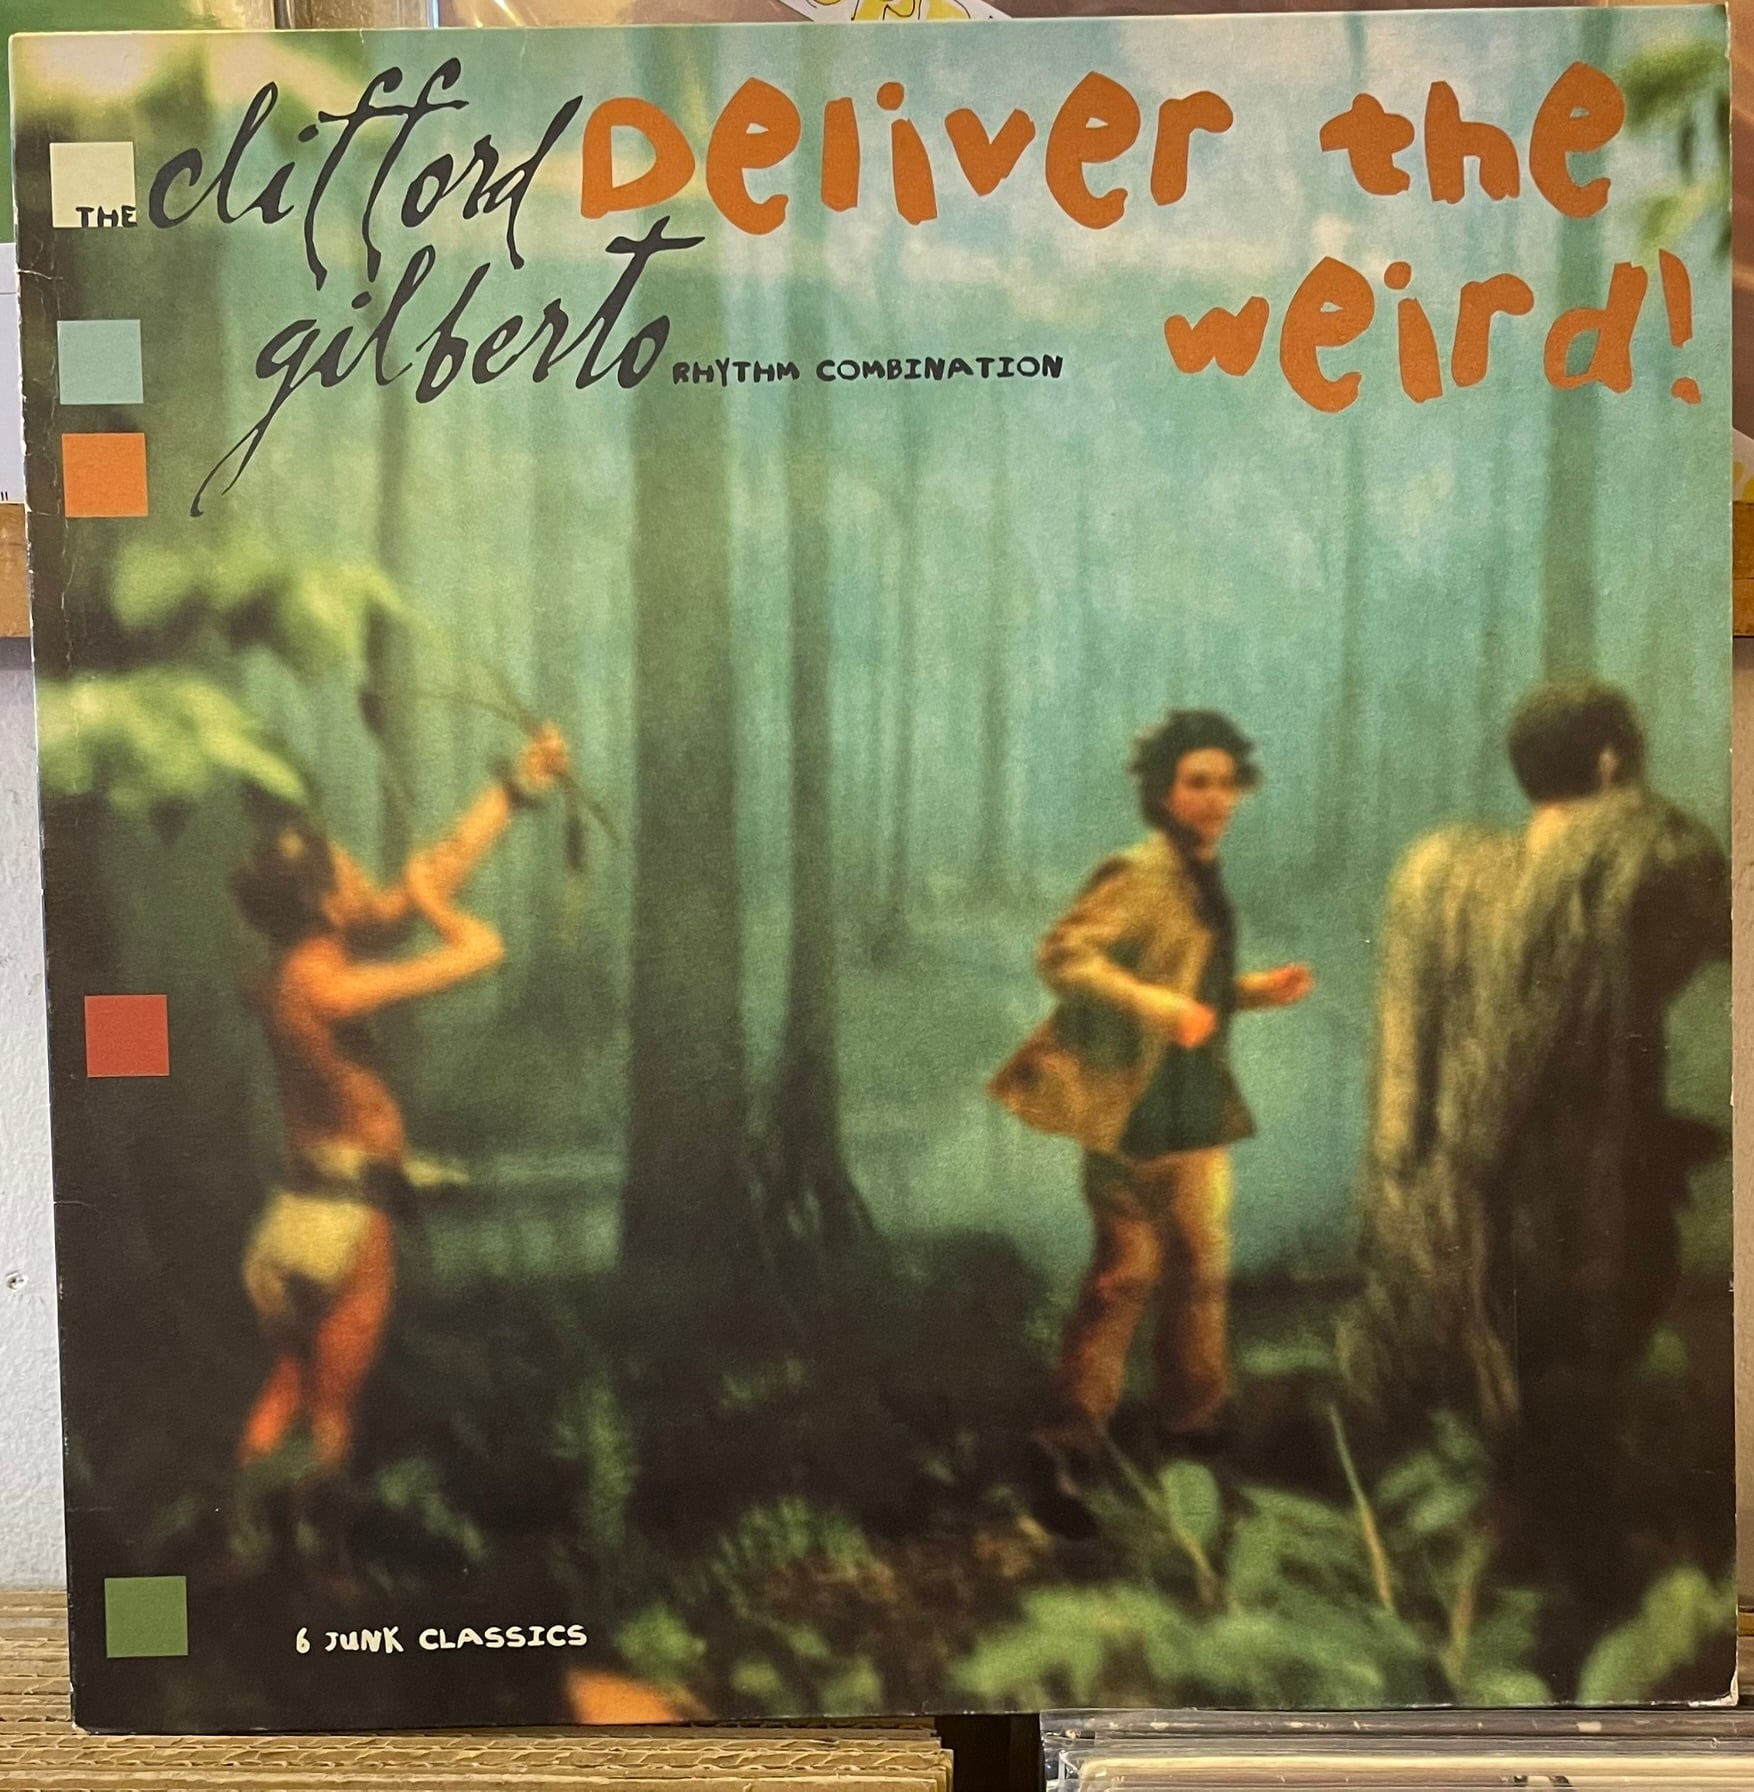 THE clifford
gilberto RHYTHM COMBINATION
Deliver the
weird!
6 JUNK CLASSICS